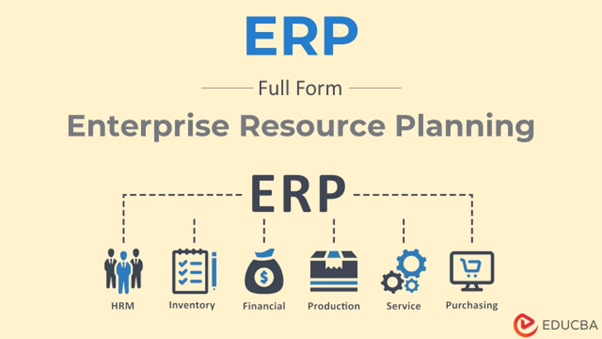 ERP
Full Form
Enterprise Resource Planning
ERP
$
HRM
Inventory
Financial
Production
Service
Purchasing
EDUCBA